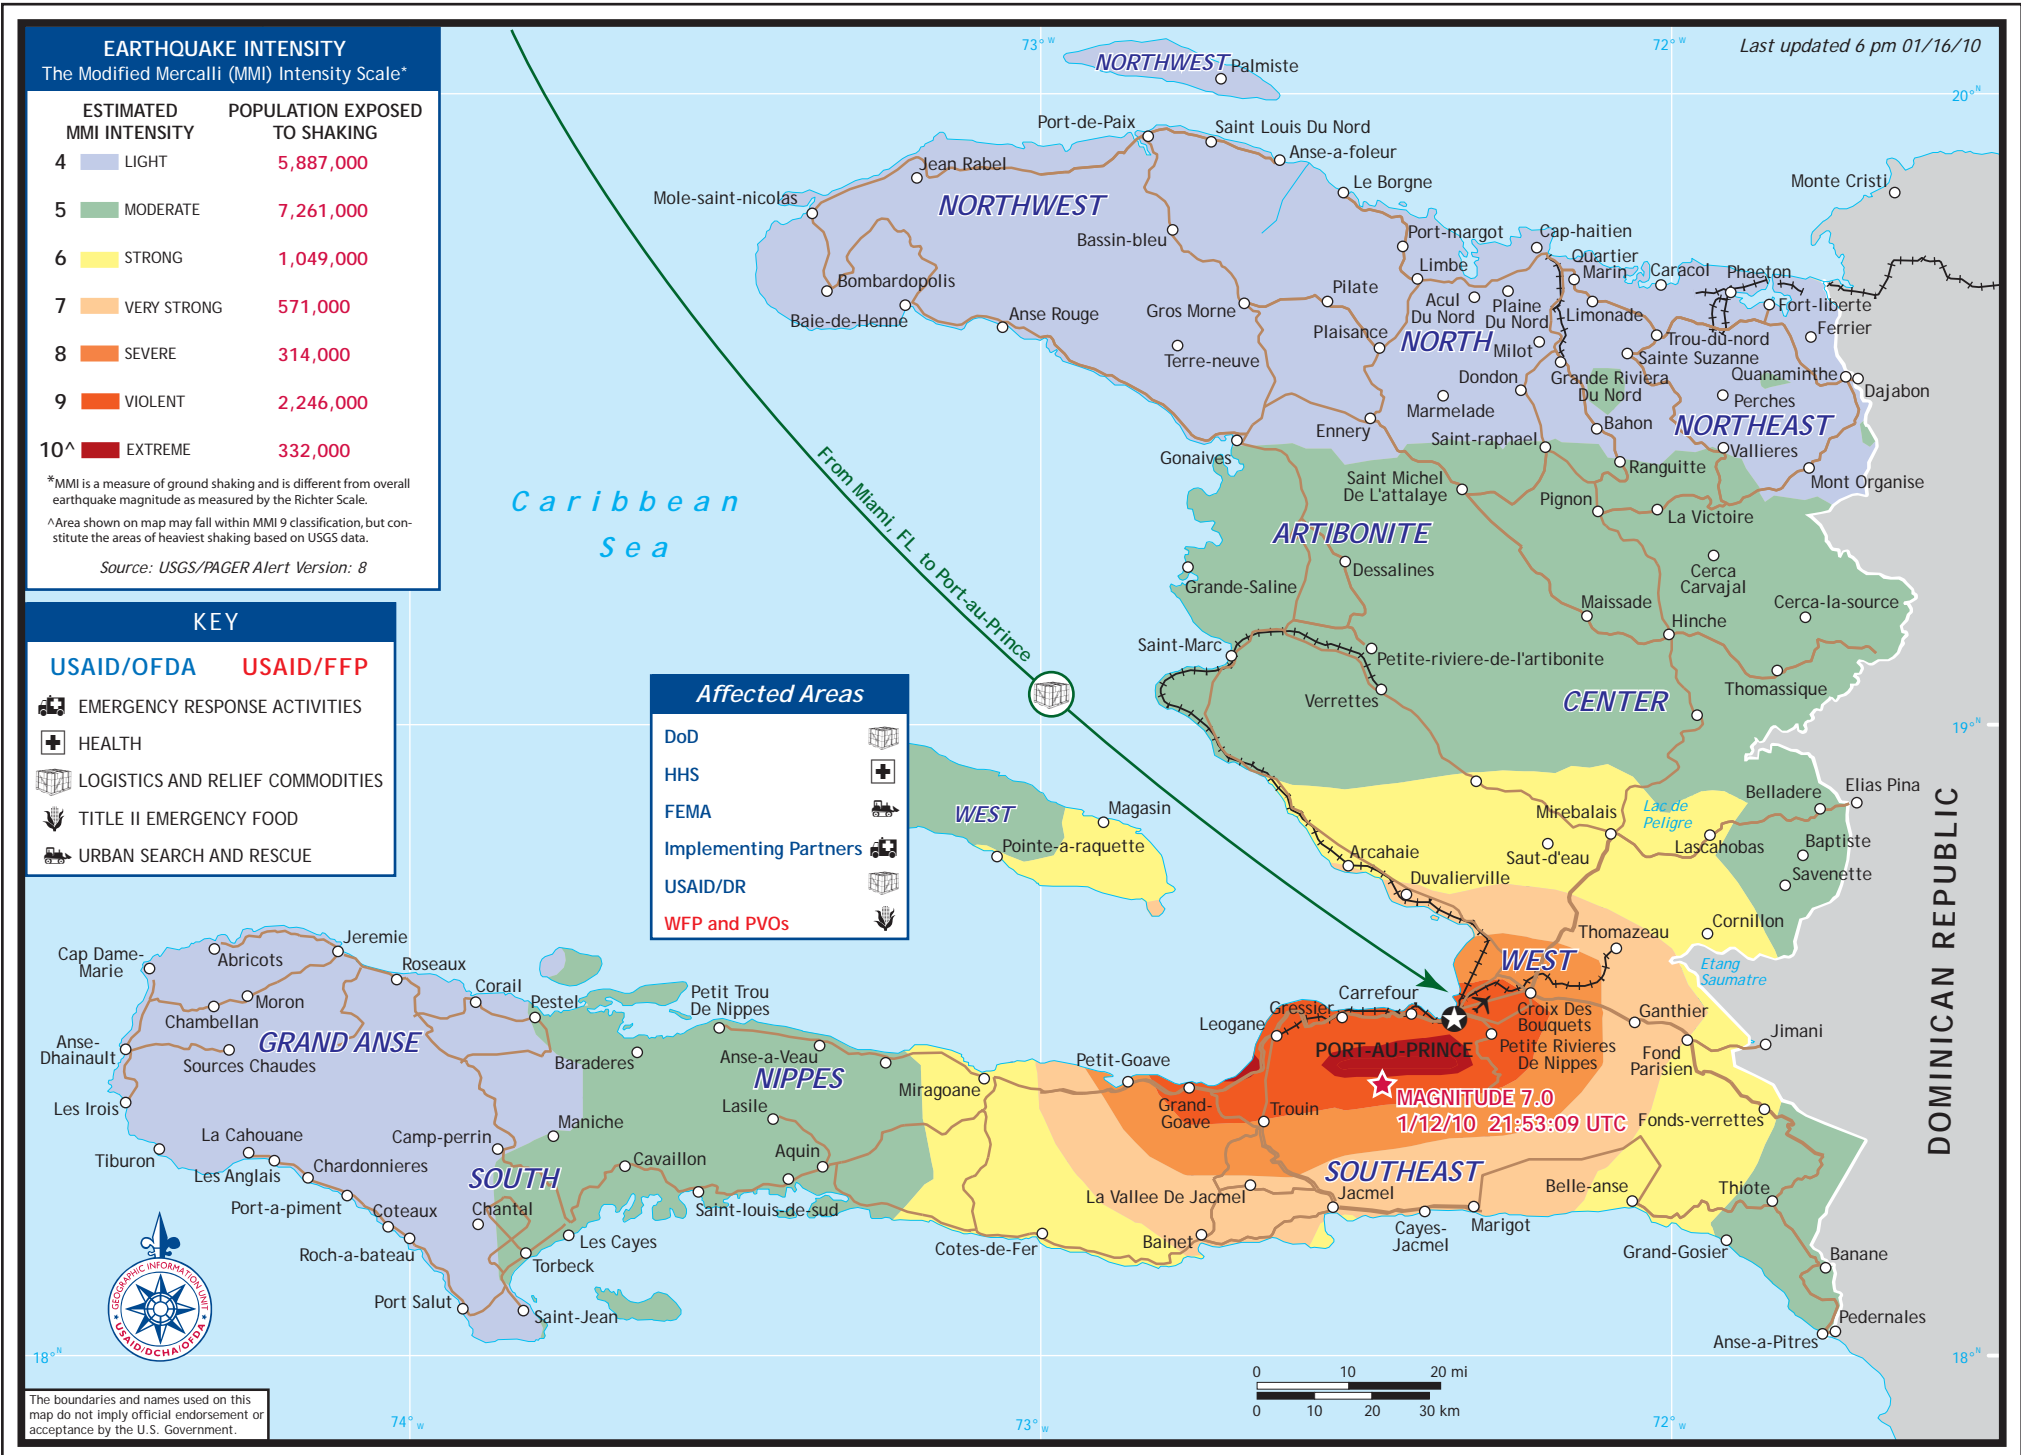 EARTHQUAKE INTENSITY
The Modified Mercalli (MMI) Intensity Scale*
ESTIMATED
MMI INTENSITY
POPULATION EXPOSED
TO SHAKING
4 LIGHT 5,887,000
5 MODERATE 7,261,000
6 STRONG 1,049,000
7 VERY STRONG 571,000
8 SEVERE 314,000
9 VIOLENT 2,246,000
10^ EXTREME 332,000
*MMI is a measure of ground shaking and is different from overall
earthquake magnitude as measured by the Richter Scale.
^Area shown on map may fall within MMI 9 classification, but con-
stitute the areas of heaviest shaking based on USGS data.
Source: USGS/PAGER Alert Version: 8
KEY
USAID/OFDA USAID/FFP
EMERGENCY RESPONSE ACTIVITIES
HEALTH
LOGISTICS AND RELIEF COMMODITIES
TITLE II EMERGENCY FOOD
URBAN SEARCH AND RESCUE
Affected Areas
DoD
HHS
FEMA
Implementing Partners
USAID/DR
WFP and PVOs
Last updated 6 pm 01/16/10
73° W
72° W
20° N
19° N
18° N
18° N
74° W
73° W
72° W
Caribbean
Sea
From Miami, FL to Port-au-Prince
NORTHWEST
Palmiste
Port-de-Paix
Saint Louis Du Nord
Anse-a-foleur
Jean Rabel
Le Borgne
Mole-saint-nicolas
NORTHWEST
Monte Cristi
Bassin-bleu
Port-margot
Cap-haitien
Quartier
Marin
Limbe
Caracol
Phaeton
Bombardopolis
Pilate
Acul
Du Nord
Plaine
Du Nord
Limonade
Fort-liberte
Baie-de-Henne
Anse Rouge
Gros Morne
Plaisance
NORTH
Milot
Trou-du-nord
Ferrier
Terre-neuve
Sainte Suzanne
Dondon
Grande Riviera
Du Nord
Quanaminthe
Dajabon
Marmelade
Perches
Ennery
Saint-raphael
Bahon
NORTHEAST
Gonaives
Ranguitte
Vallieres
Saint Michel
De L'attalaye
Pignon
Mont Organise
La Victoire
ARTIBONITE
Dessalines
Cerca
Carvajal
Grande-Saline
Maissade
Cerca-la-source
Hinche
Saint-Marc
Petite-riviere-de-l'artibonite
Verrettes
CENTER
Thomassique
Elias Pina
Belladere
Mirebalais
Lac de
Peligre
WEST
Magasin
Pointe-a-raquette
Arcahaie
Saut-d'eau
Lascahobas
Baptiste
Duvalierville
Savenette
Cornillon
Thomazeau
WEST
Etang
Saumatre
DOMINICAN REPUBLIC
Cap Dame-
Marie
Abricots
Jeremie
Roseaux
Corail
Moron
Pestel
Petit Trou
De Nippes
Chambellan
Carrefour
Gressier
Leogane
Croix Des
Bouquets
Ganthier
Jimani
Anse-
Dhainault
GRAND ANSE
Sources Chaudes
Baraderes
Anse-a-Veau
NIPPES
Miragoane
Petit-Goave
PORT-AU-PRINCE
Petite Rivieres
De Nippes
Fond
Parisien
MAGNITUDE 7.0
1/12/10 21:53:09 UTC
Les Irois
Lasile
Grand-
Goave
Trouin
Fonds-verrettes
La Cahouane
Camp-perrin
Maniche
Tiburon
Les Anglais
Chardonnieres
Cavaillon
Aquin
SOUTH
SOUTHEAST
Port-a-piment
Coteaux
Chantal
Saint-louis-de-sud
La Vallee De Jacmel
Jacmel
Belle-anse
Thiote
Roch-a-bateau
Les Cayes
Cotes-de-Fer
Bainet
Cayes-
Jacmel
Marigot
Grand-Gosier
Banane
Torbeck
Port Salut
Saint-Jean
Pedernales
Anse-a-Pitres
0 10 20 mi
0 10 20 30 km
GEOGRAPHIC INFORMATION UNIT
USAID/DCHA/OFDA
The boundaries and names used on this
map do not imply official endorsement or
acceptance by the U.S. Government.